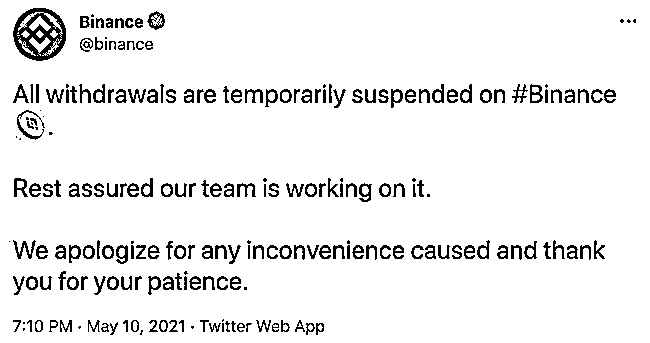 Binance
@binance
All withdrawals are temporarily suspended on #Binance
.
Rest assured our team is working on it.
We apologize for any inconvenience caused and thank
you for your patience.
7:10 PM · May 10, 2021 · Twitter Web App